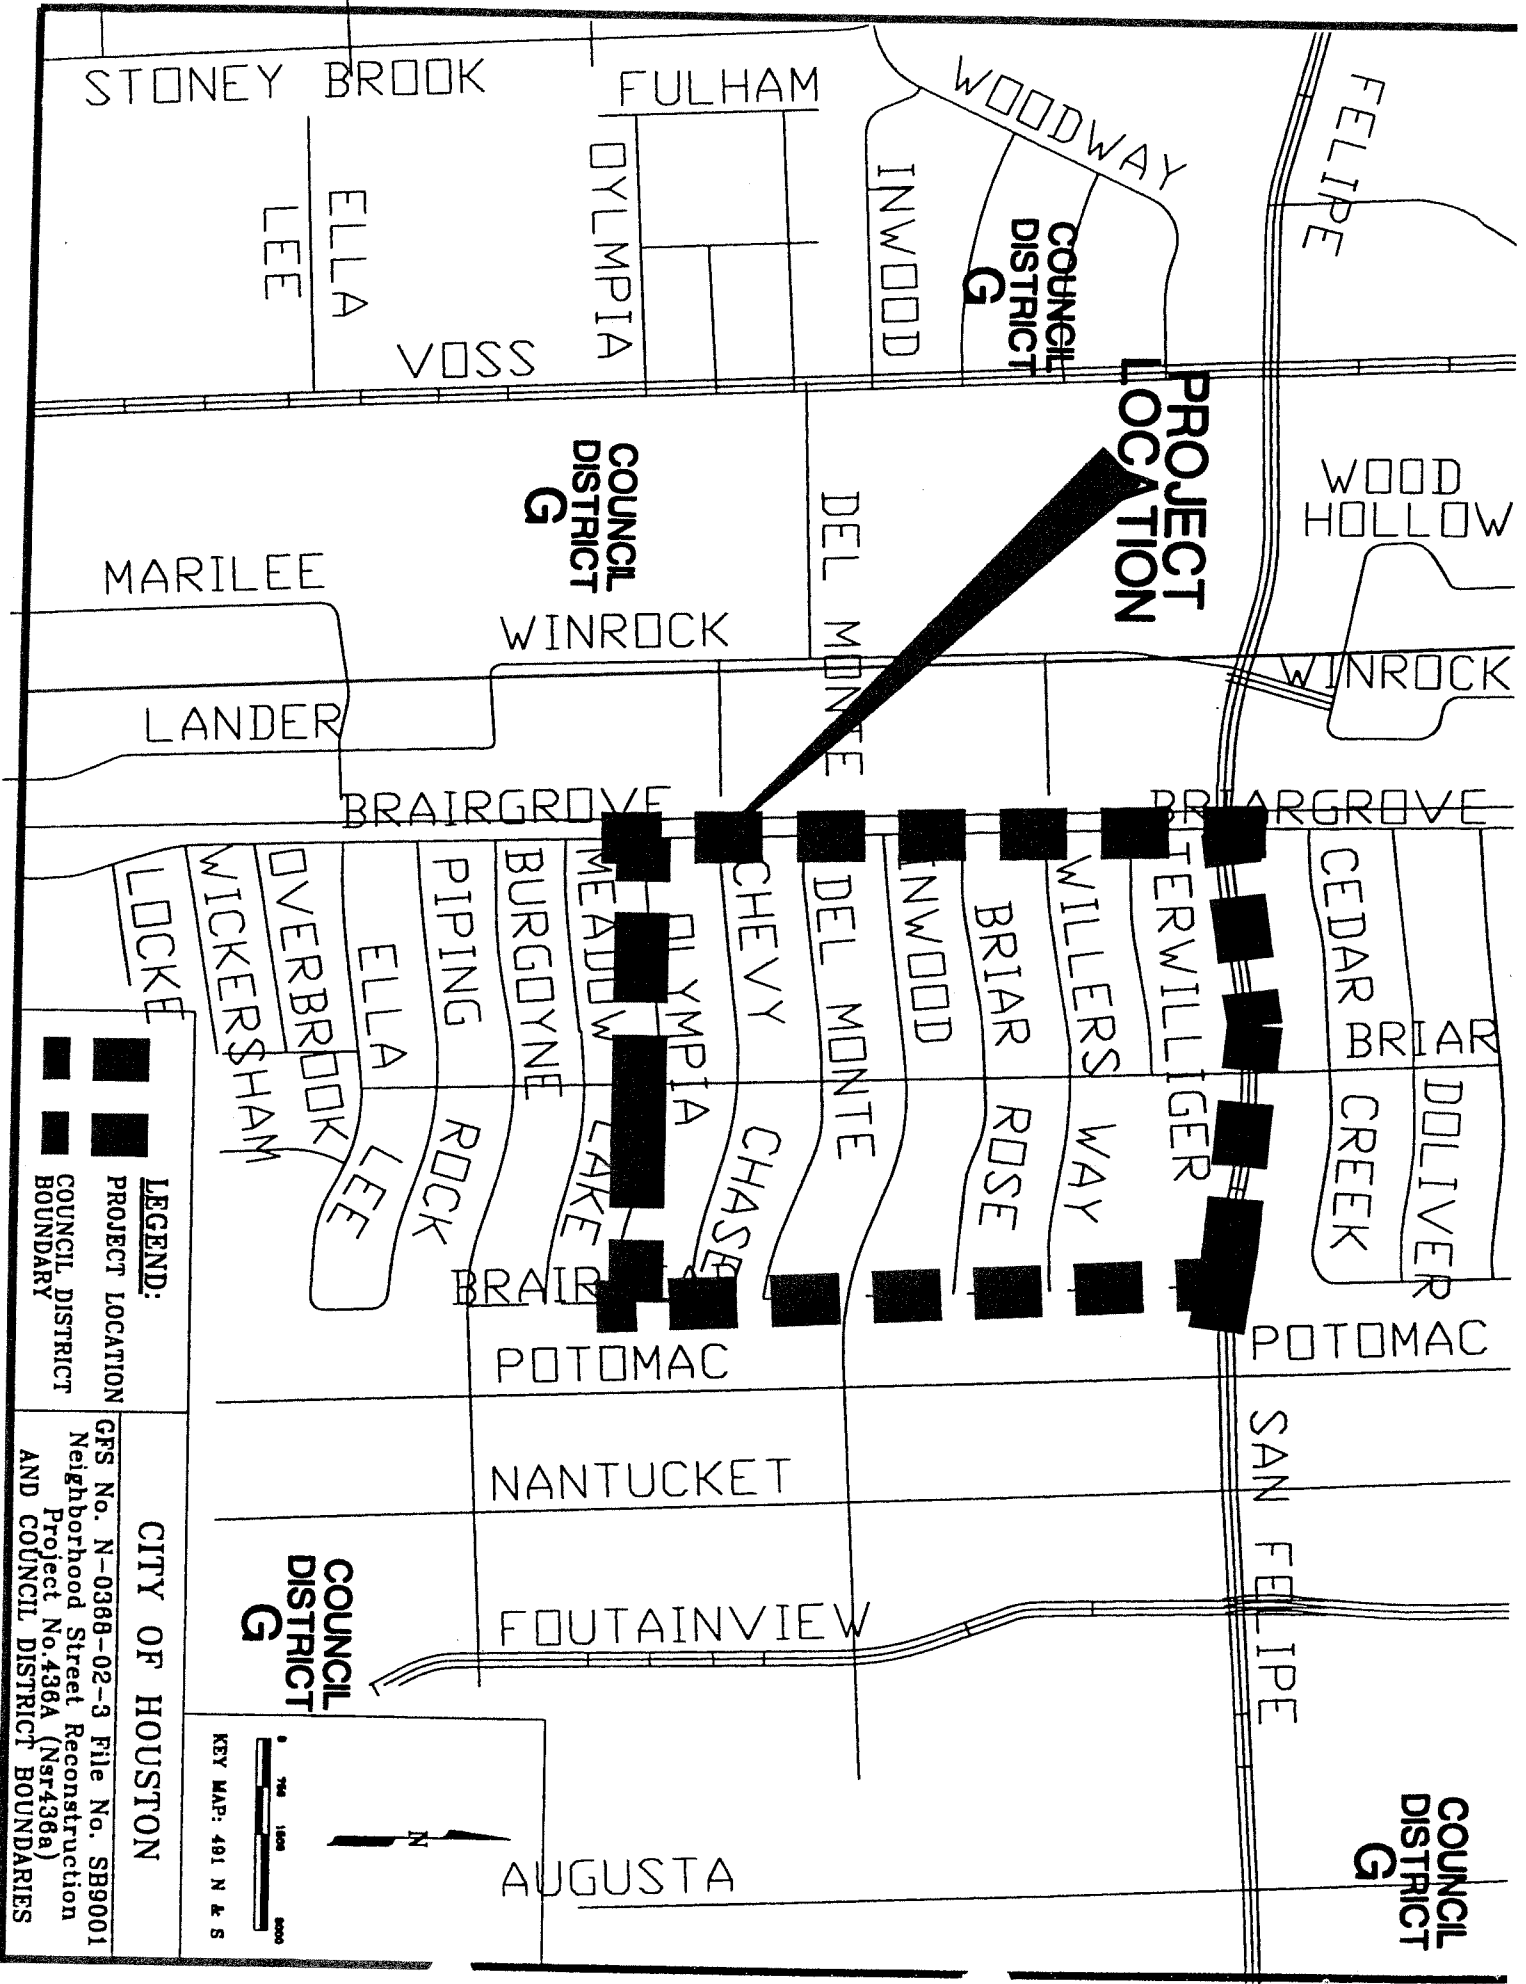 STONEY BROOK
FULHAM
WOODWAY
FELIPE
ELLA
LEE
OYLMPIA
INWOOD
COUNCIL
DISTRICT
G
VOSS
PROJECT
LOCATION
COUNCIL
DISTRICT
G
DEL MONTE
WOOD
HOLLOW
MARILEE
WINROCK
WINROCK
LANDER
BRAIRGROVE
BRIARGROVE
LOCKE
WICKERSHAM
OVERBROOK
ELLA LEE
PIPING ROCK
BURGOYNE
MEADOW LAKE
OLYMPIA
CHEVY CHASE
DEL MONTE
INWOOD
BRIAR ROSE
WILLERS WAY
TERWILLIGER
CEDAR CREEK
BRIAR
DOLIVER
POTOMAC
POTOMAC
NANTUCKET
SAN FELIPE
FOUTAINVIEW
COUNCIL
DISTRICT
G
AUGUSTA
COUNCIL
DISTRICT
G
LEGEND:
PROJECT LOCATION
COUNCIL DISTRICT
BOUNDARY
CITY OF HOUSTON
GFS No. N-0368-02-3 File No. SB9001
Neighborhood Street Reconstruction
Project No.436A (Nsr436a)
AND COUNCIL DISTRICT BOUNDARIES
N
KEY MAP: 491 N & S